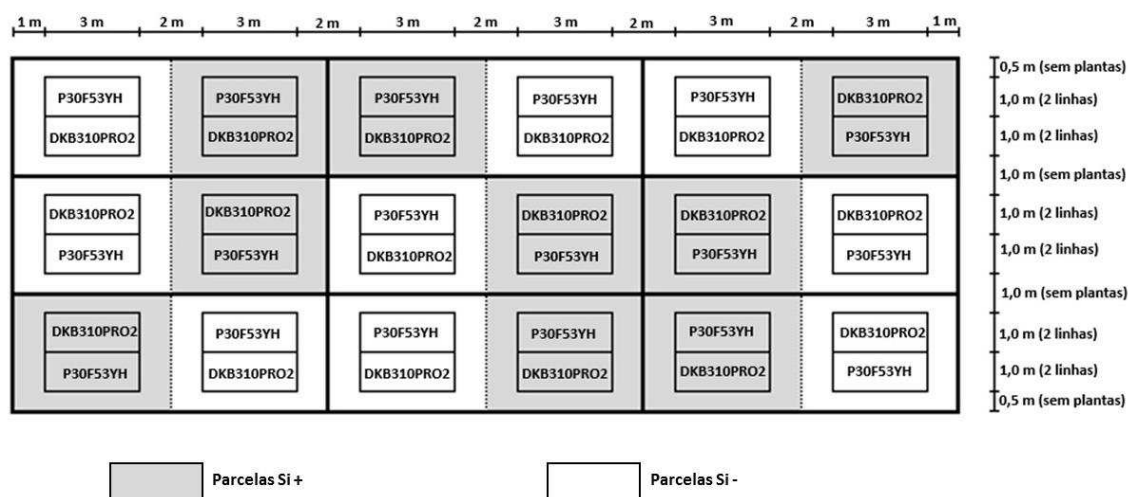 1 m 3 m 2 m 3 m 2 m 3 m 2 m 3 m 2 m 3 m 2 m 3 m 1 m
0,5 m (sem plantas)
P30F53YH P30F53YH P30F53YH P30F53YH P30F53YH DKB310PRO2 1,0 m (2 linhas)
DKB310PRO2 DKB310PRO2 DKB310PRO2 DKB310PRO2 DKB310PRO2 P30F53YH 1,0 m (2 linhas)
1,0 m (sem plantas)
DKB310PRO2 DKB310PRO2 P30F53YH DKB310PRO2 DKB310PRO2 DKB310PRO2 1,0 m (2 linhas)
P30F53YH P30F53YH DKB310PRO2 P30F53YH P30F53YH P30F53YH 1,0 m (2 linhas)
1,0 m (sem plantas)
DKB310PRO2 P30F53YH P30F53YH P30F53YH P30F53YH DKB310PRO2 1,0 m (2 linhas)
P30F53YH DKB310PRO2 DKB310PRO2 DKB310PRO2 DKB310PRO2 P30F53YH 1,0 m (2 linhas)
0,5 m (sem plantas)
Parcelas Si + Parcelas Si -